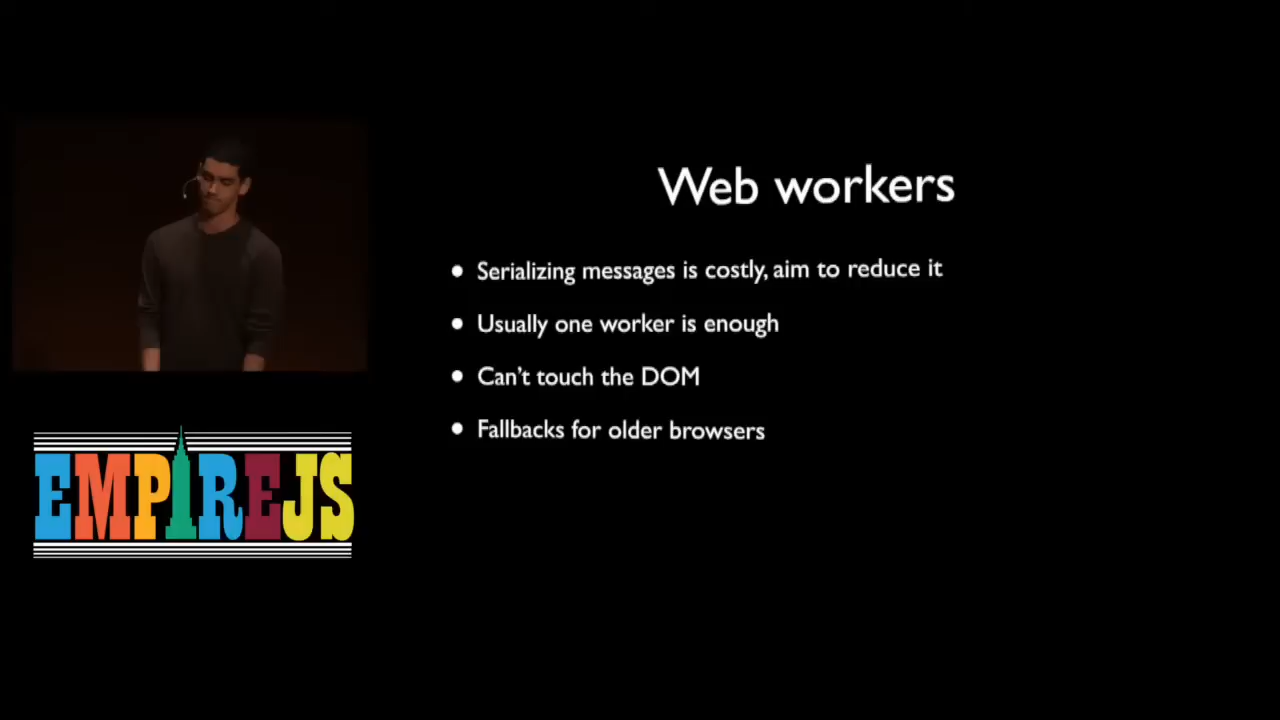 Web workers
• Serializing messages is costly, aim to reduce it
• Usually one worker is enough
• Can't touch the DOM
• Fallbacks for older browsers
EMPIREJS